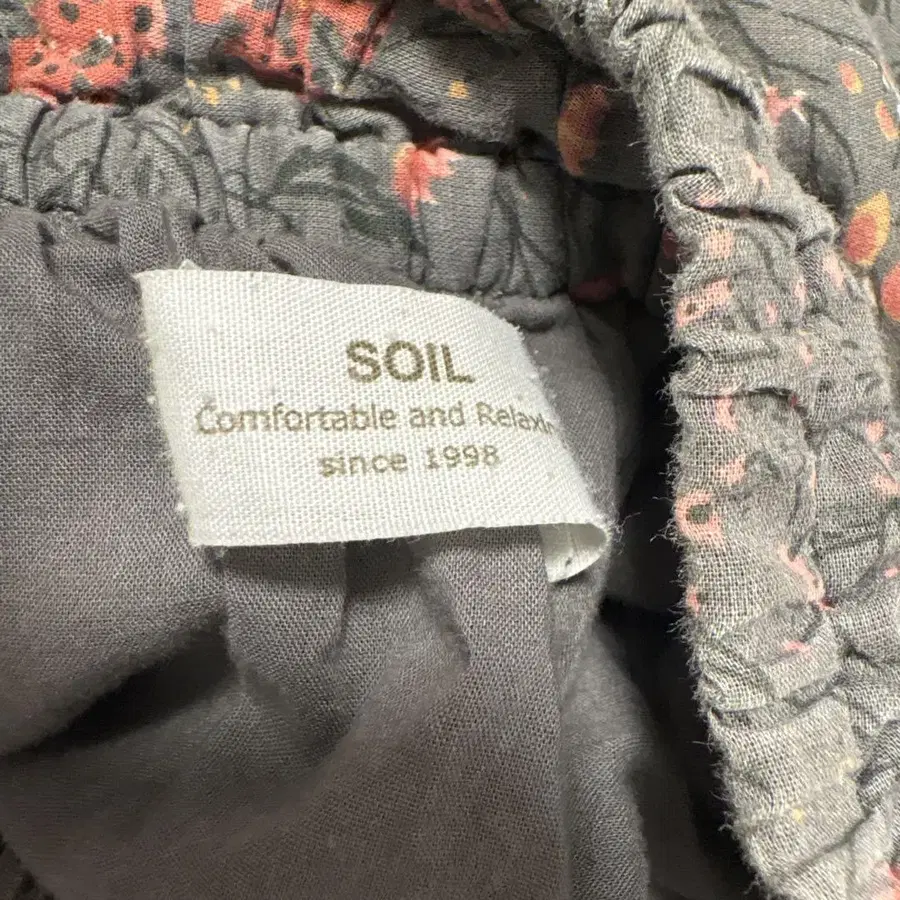 SOIL
Comfortable and Relaxin
since 1998